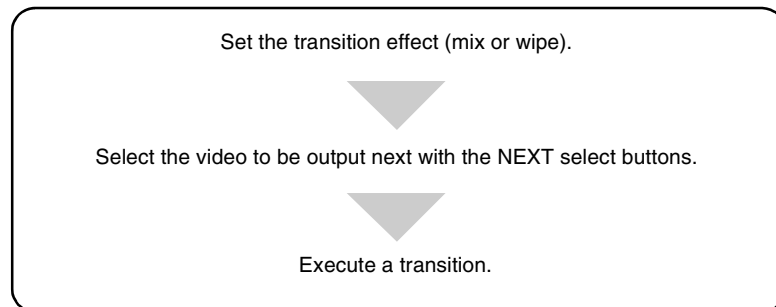 Set the transition effect (mix or wipe).
Select the video to be output next with the NEXT select buttons.
Execute a transition.